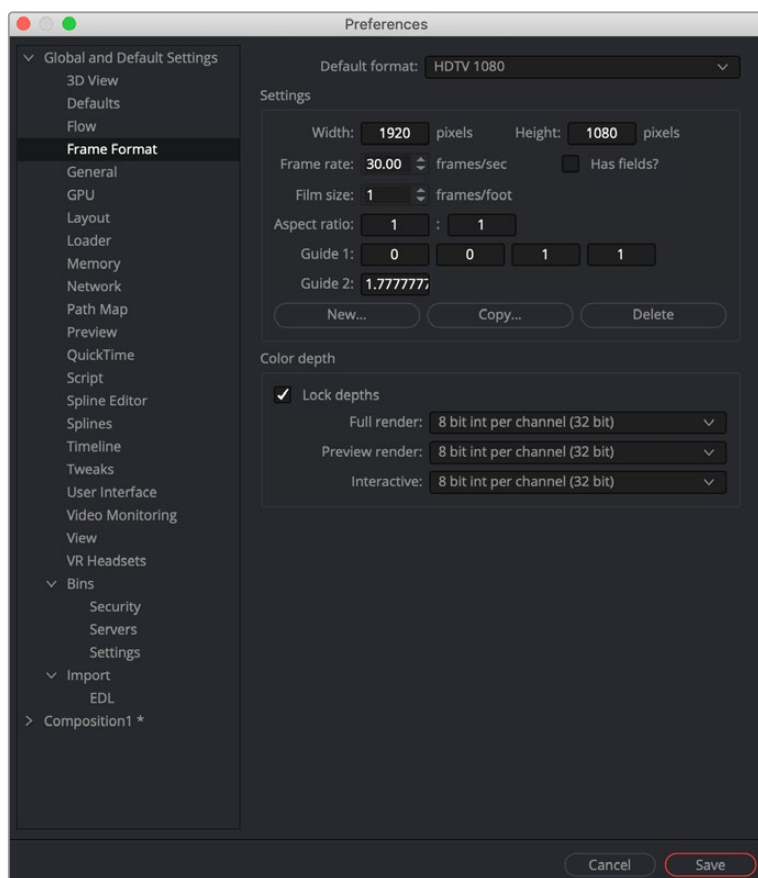 Preferences
Global and Default Settings
3D View
Defaults
Flow
Frame Format
General
GPU
Layout
Loader
Memory
Network
Path Map
Preview
QuickTime
Script
Spline Editor
Splines
Timeline
Tweaks
User Interface
Video Monitoring
View
VR Headsets
Bins
Security
Servers
Settings
Import
EDL
Composition1 *
Default format: HDTV 1080
Settings
Width: 1920 pixels Height: 1080 pixels
Frame rate: 30.00 frames/sec Has fields?
Film size: 1 frames/foot
Aspect ratio: 1 : 1
Guide 1: 0 0 1 1
Guide 2: 1.7777777
New... Copy... Delete
Color depth
Lock depths
Full render: 8 bit int per channel (32 bit)
Preview render: 8 bit int per channel (32 bit)
Interactive: 8 bit int per channel (32 bit)
Cancel Save